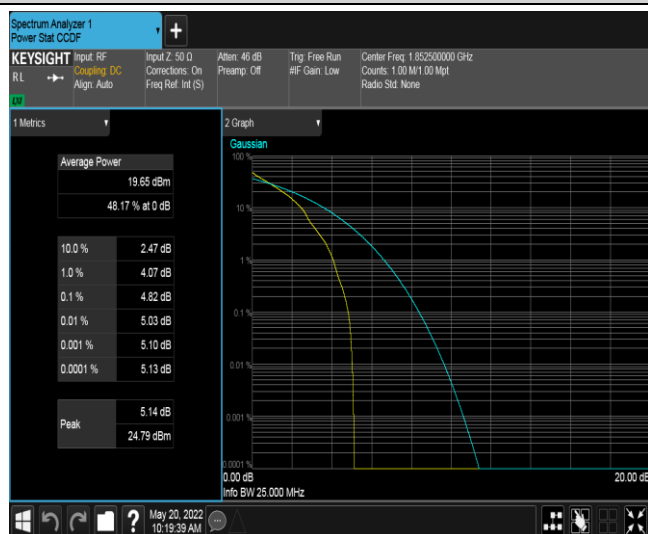 Spectrum Analyzer 1
Power Stat CCDF
+
KEYSIGHT
RL
LXI
Input: RF
Coupling: DC
Align: Auto
Input Z: 50 Ω
Corrections: On
Freq Ref: Int (S)
Atten: 46 dB
Preamp: Off
Trig: Free Run
#IF Gain: Low
Center Freq: 1.852500000 GHz
Counts: 1.00 M/1.00 Mpt
Radio Std: None
1 Metrics
Average Power
19.65 dBm
48.17 % at 0 dB
10.0 % 2.47 dB
1.0 % 4.07 dB
0.1 % 4.82 dB
0.01 % 5.03 dB
0.001 % 5.10 dB
0.0001 % 5.13 dB
Peak
5.14 dB
24.79 dBm
2 Graph
Gaussian
100 %
10 %
1 %
0.1 %
0.01 %
0.001 %
0.0001 %
0.00 dB
20.00 dB
Info BW 25.000 MHz
?
May 20, 2022
10:19:39 AM